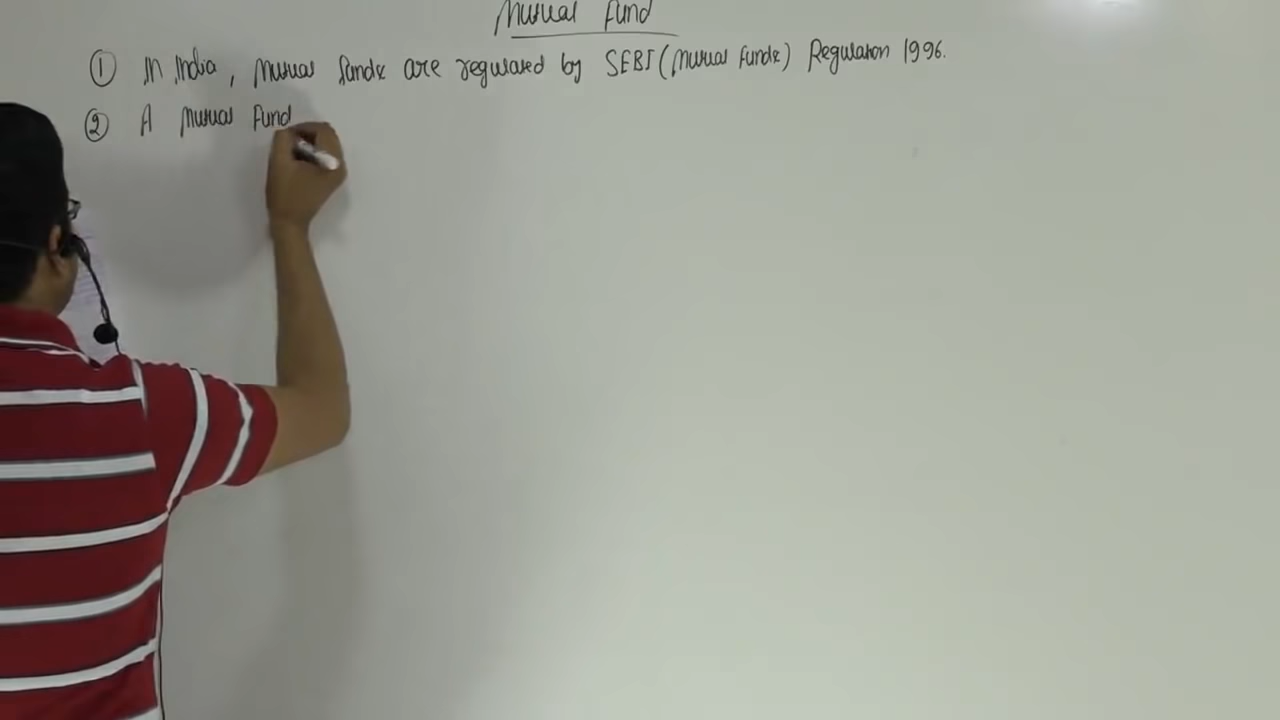 Mutual Fund
① In India, Mutual Funds are regulated by SEBI (Mutual Funds) Regulation 1996.
② A Mutual Fund